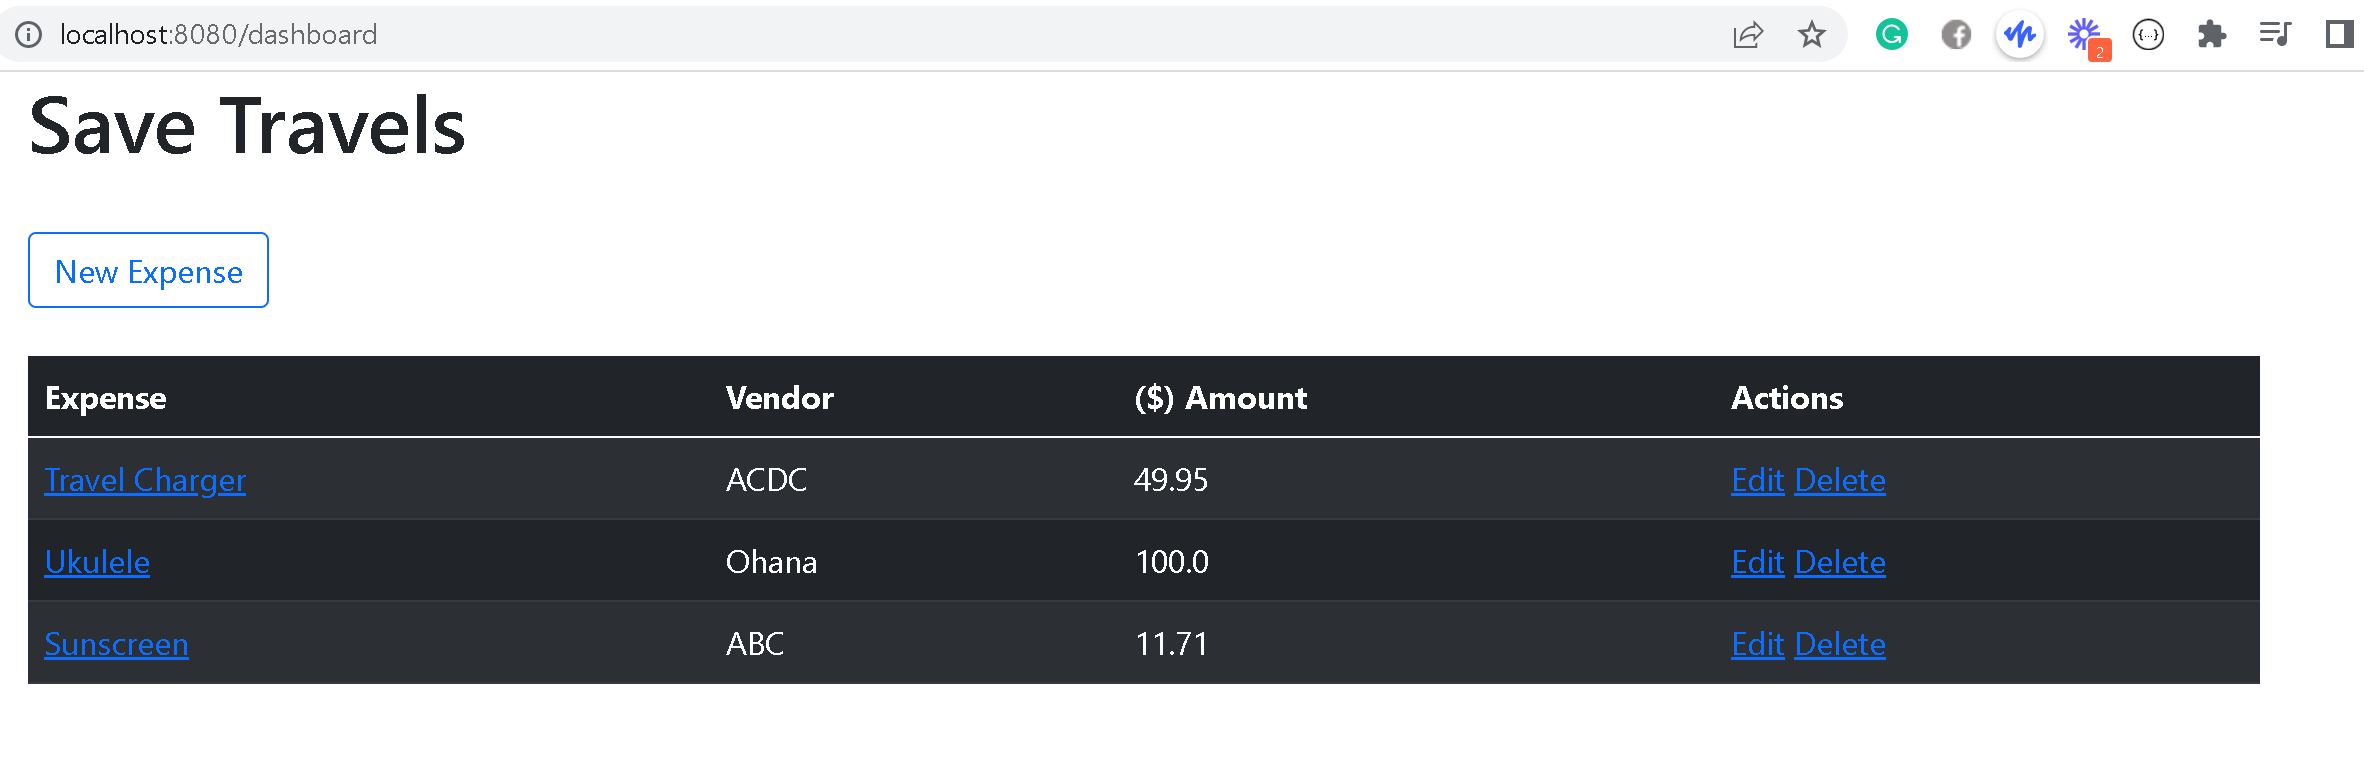 localhost:8080/dashboard
2
Save Travels
New Expense
Expense Vendor ($) Amount Actions
Travel Charger ACDC 49.95 Edit Delete
Ukulele Ohana 100.0 Edit Delete
Sunscreen ABC 11.71 Edit Delete